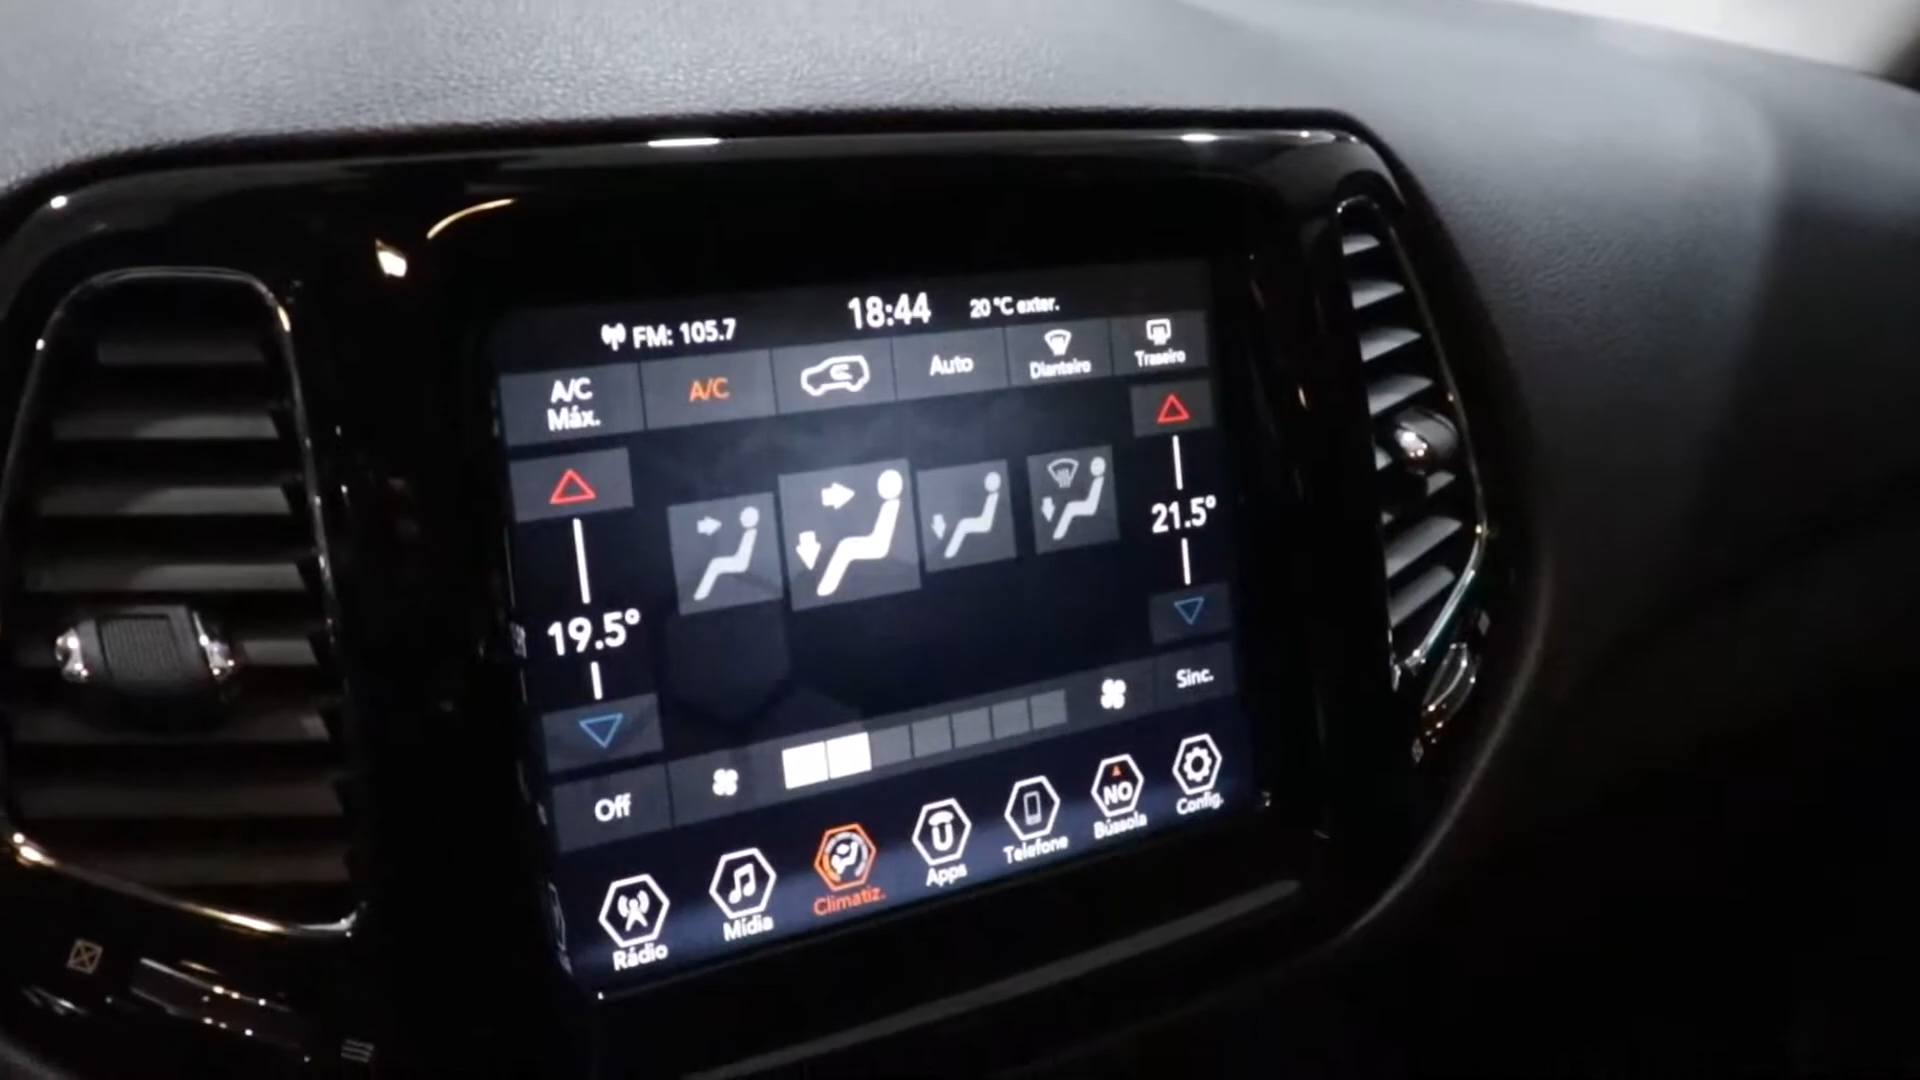 FM: 105.7
18:44
20 °C exter.
A/C
Máx.
A/C
Auto
Dianteiro
Traseiro
19.5°
21.5°
Sinc.
Off
Rádio
Mídia
Climatiz.
U
Apps
Telefone
NO
Bússola
Config.